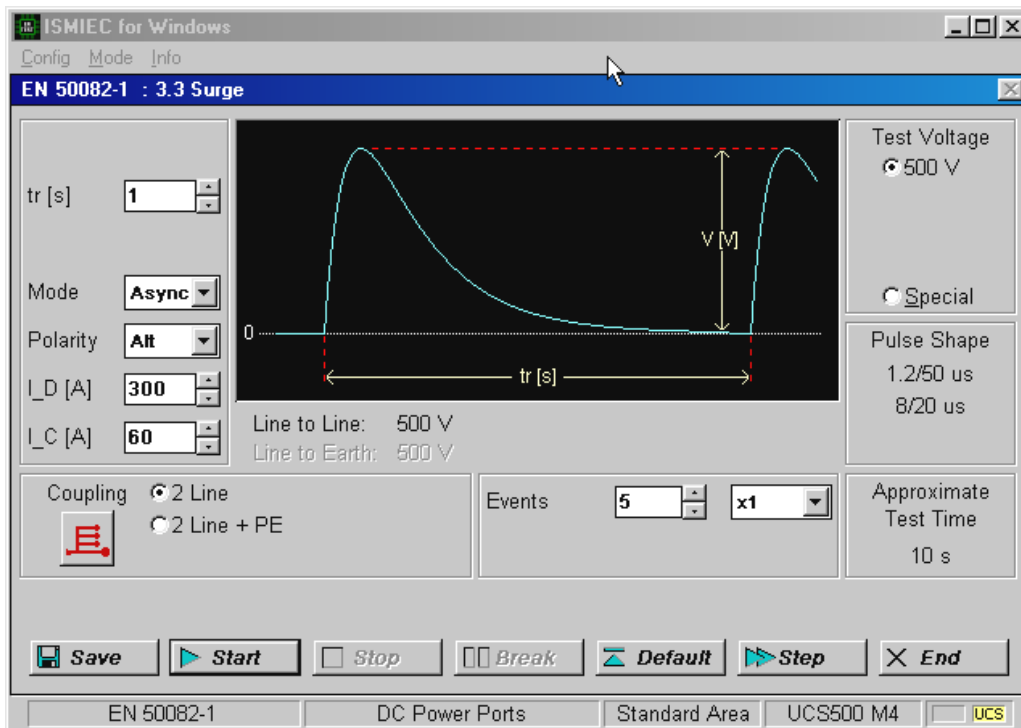 ISMIEC for Windows
Config Mode Info
EN 50082-1 : 3.3 Surge
tr [s] 1
Mode Async
Polarity Alt
I_D [A] 300
I_C [A] 60
V [V]
0
tr [s]
Line to Line: 500 V
Line to Earth: 500 V
Test Voltage
500 V
Special
Pulse Shape
1.2/50 us
8/20 us
Coupling
2 Line
2 Line + PE
Events 5 x1
Approximate
Test Time
10 s
Save Start Stop Break Default Step End
EN 50082-1 DC Power Ports Standard Area UCS500 M4 UCS